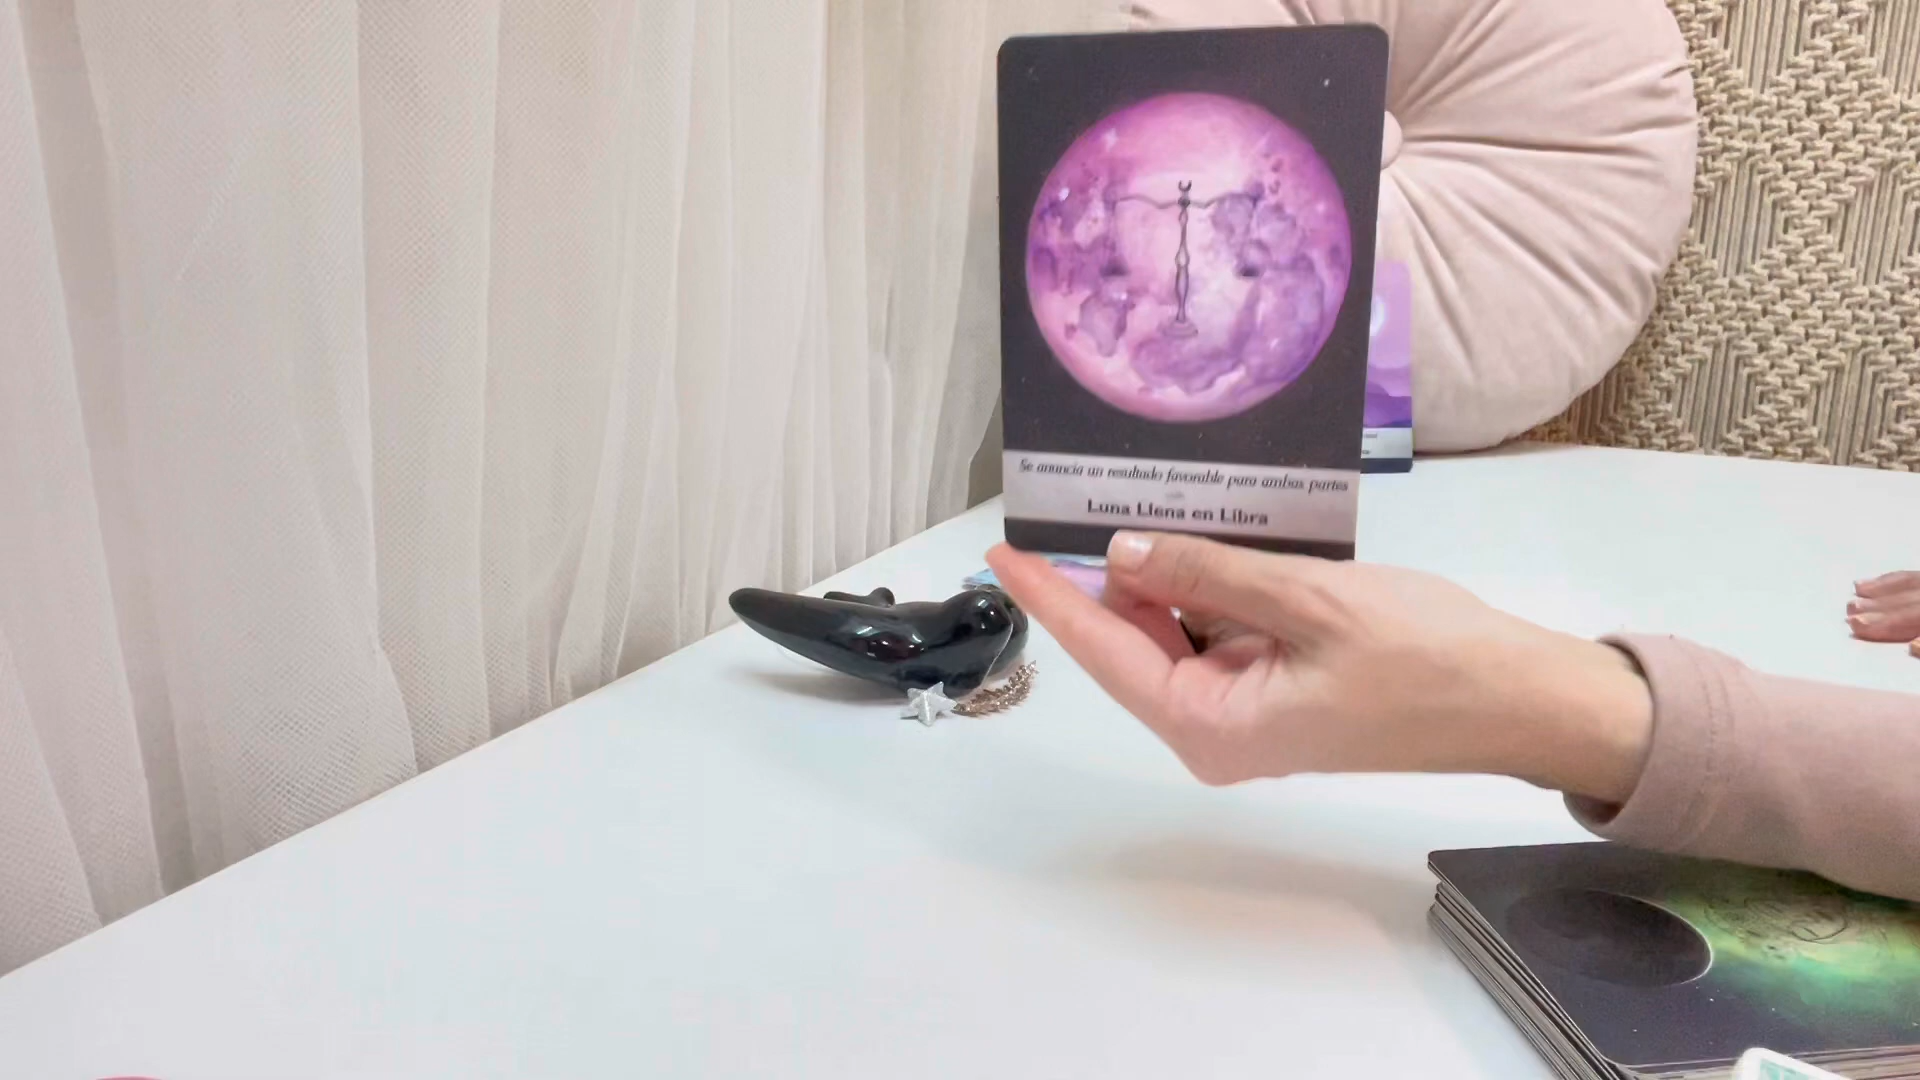 Se anuncia un resultado favorable para ambas partes
Luna Llena en Libra